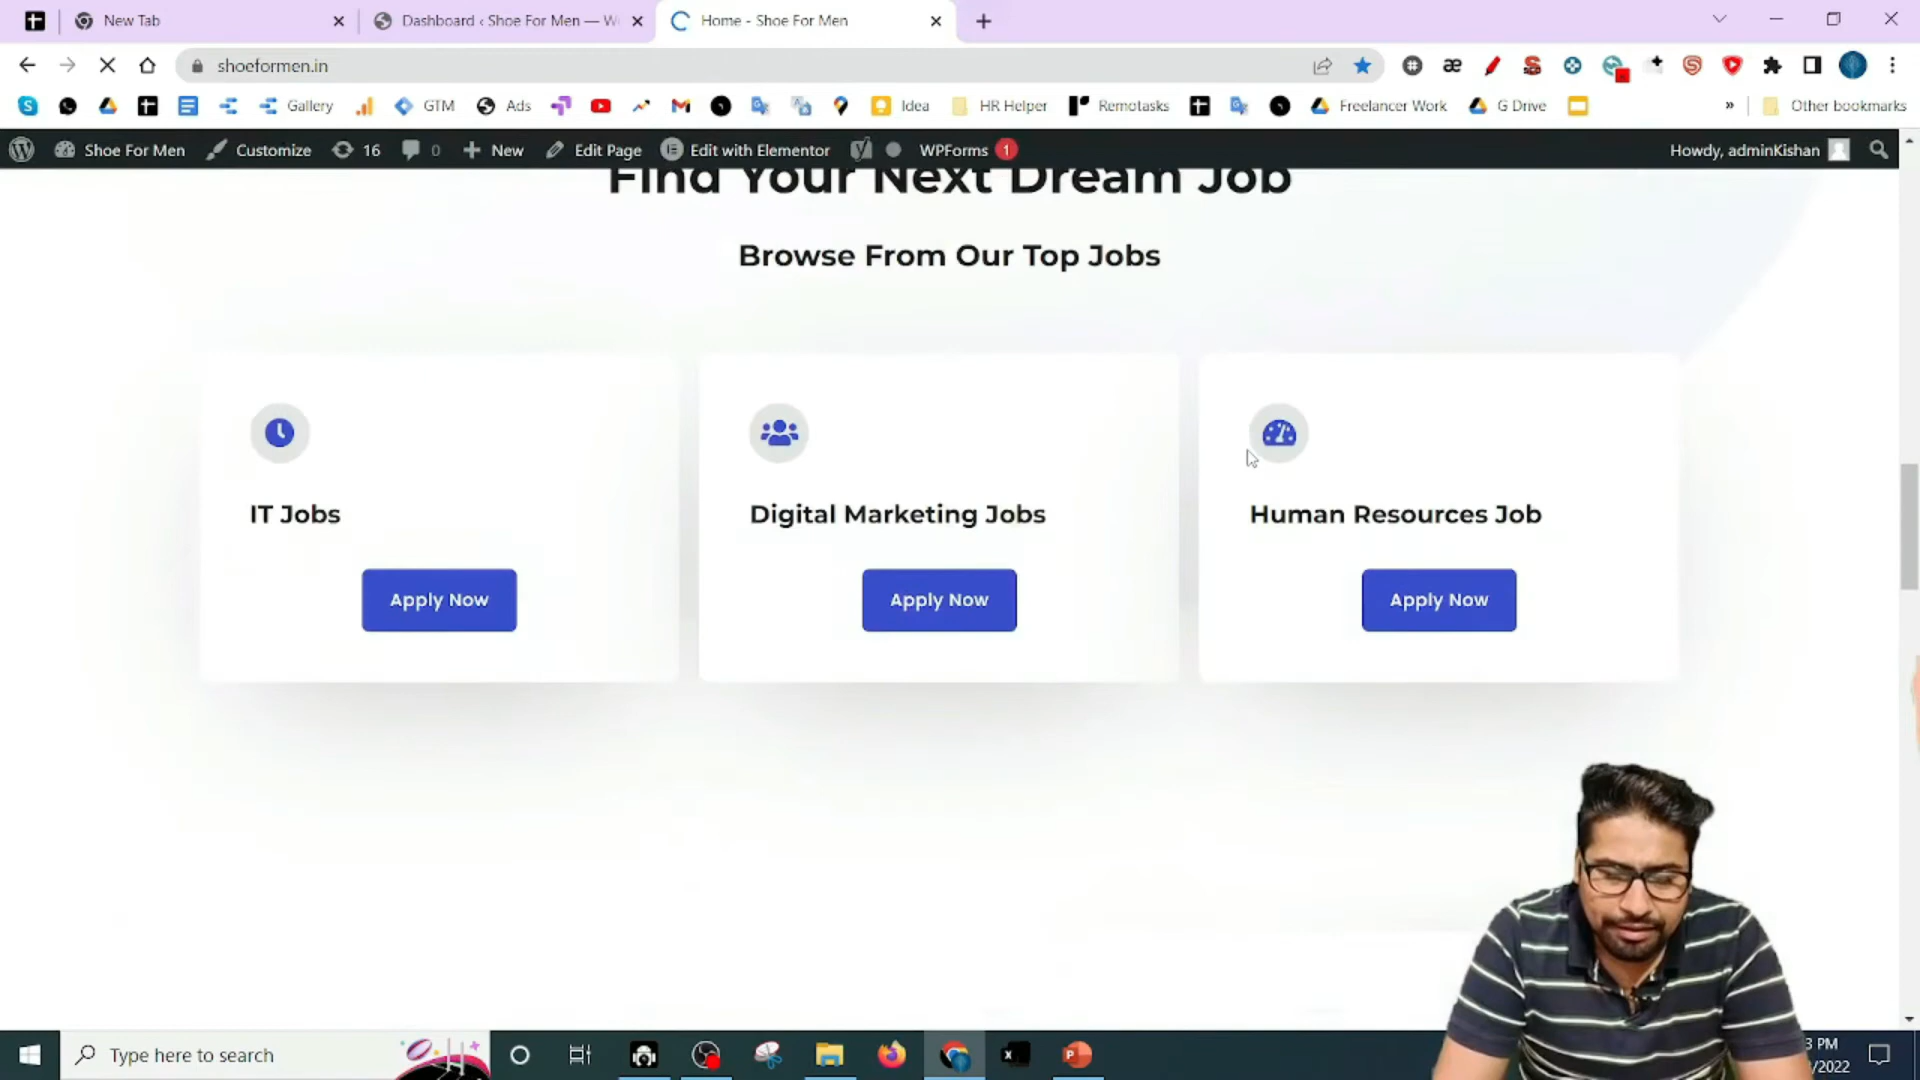 New Tab
Dashboard ‹ Shoe For Men — W
Home - Shoe For Men
shoeformen.in
Gallery
GTM
Ads
Idea
HR Helper
Remotasks
Freelancer Work
G Drive
»
Other bookmarks
Shoe For Men
Customize
16
0
New
Edit Page
Edit with Elementor
WPForms 1
Howdy, adminKishan
Find Your Next Dream Job
Browse From Our Top Jobs
IT Jobs
Digital Marketing Jobs
Human Resources Job
Apply Now
Apply Now
Apply Now
Type here to search
3 PM
/2022